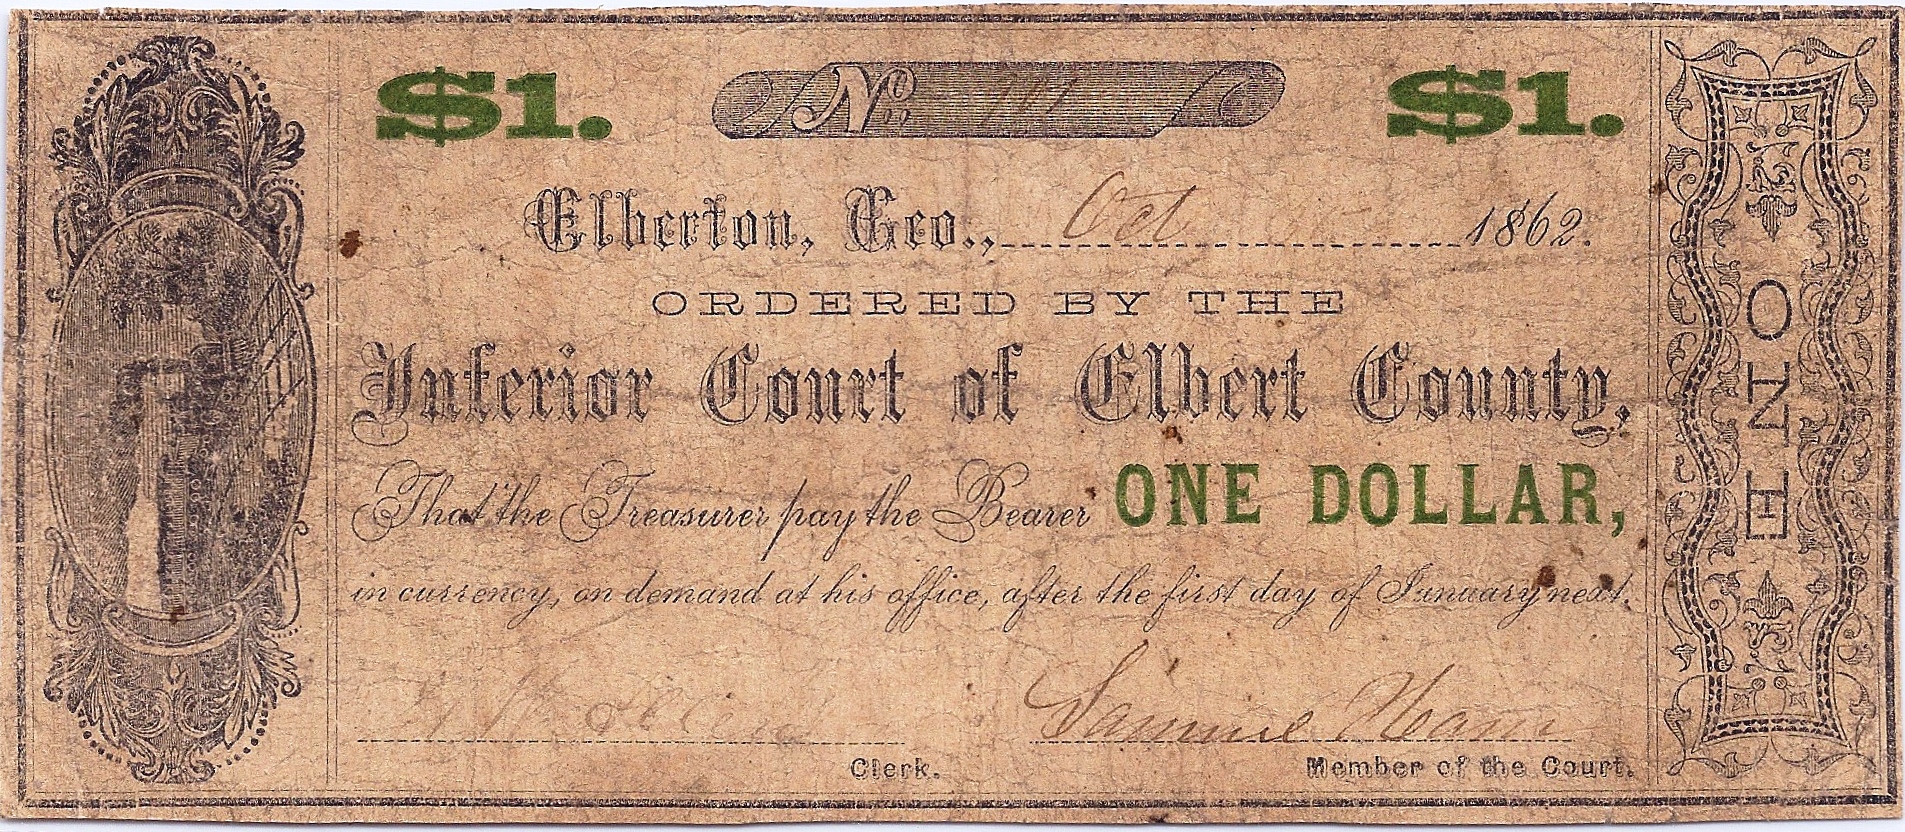 $1. No. $1.
Elberton, Geo., Oct 1862.
ORDERED BY THE
Inferior Court of Elbert County,
That the Treasurer pay the Bearer ONE DOLLAR,
in currency, on demand at his office, after the first day of January next.
Samuel
Clerk. Member of the Court.
ONE